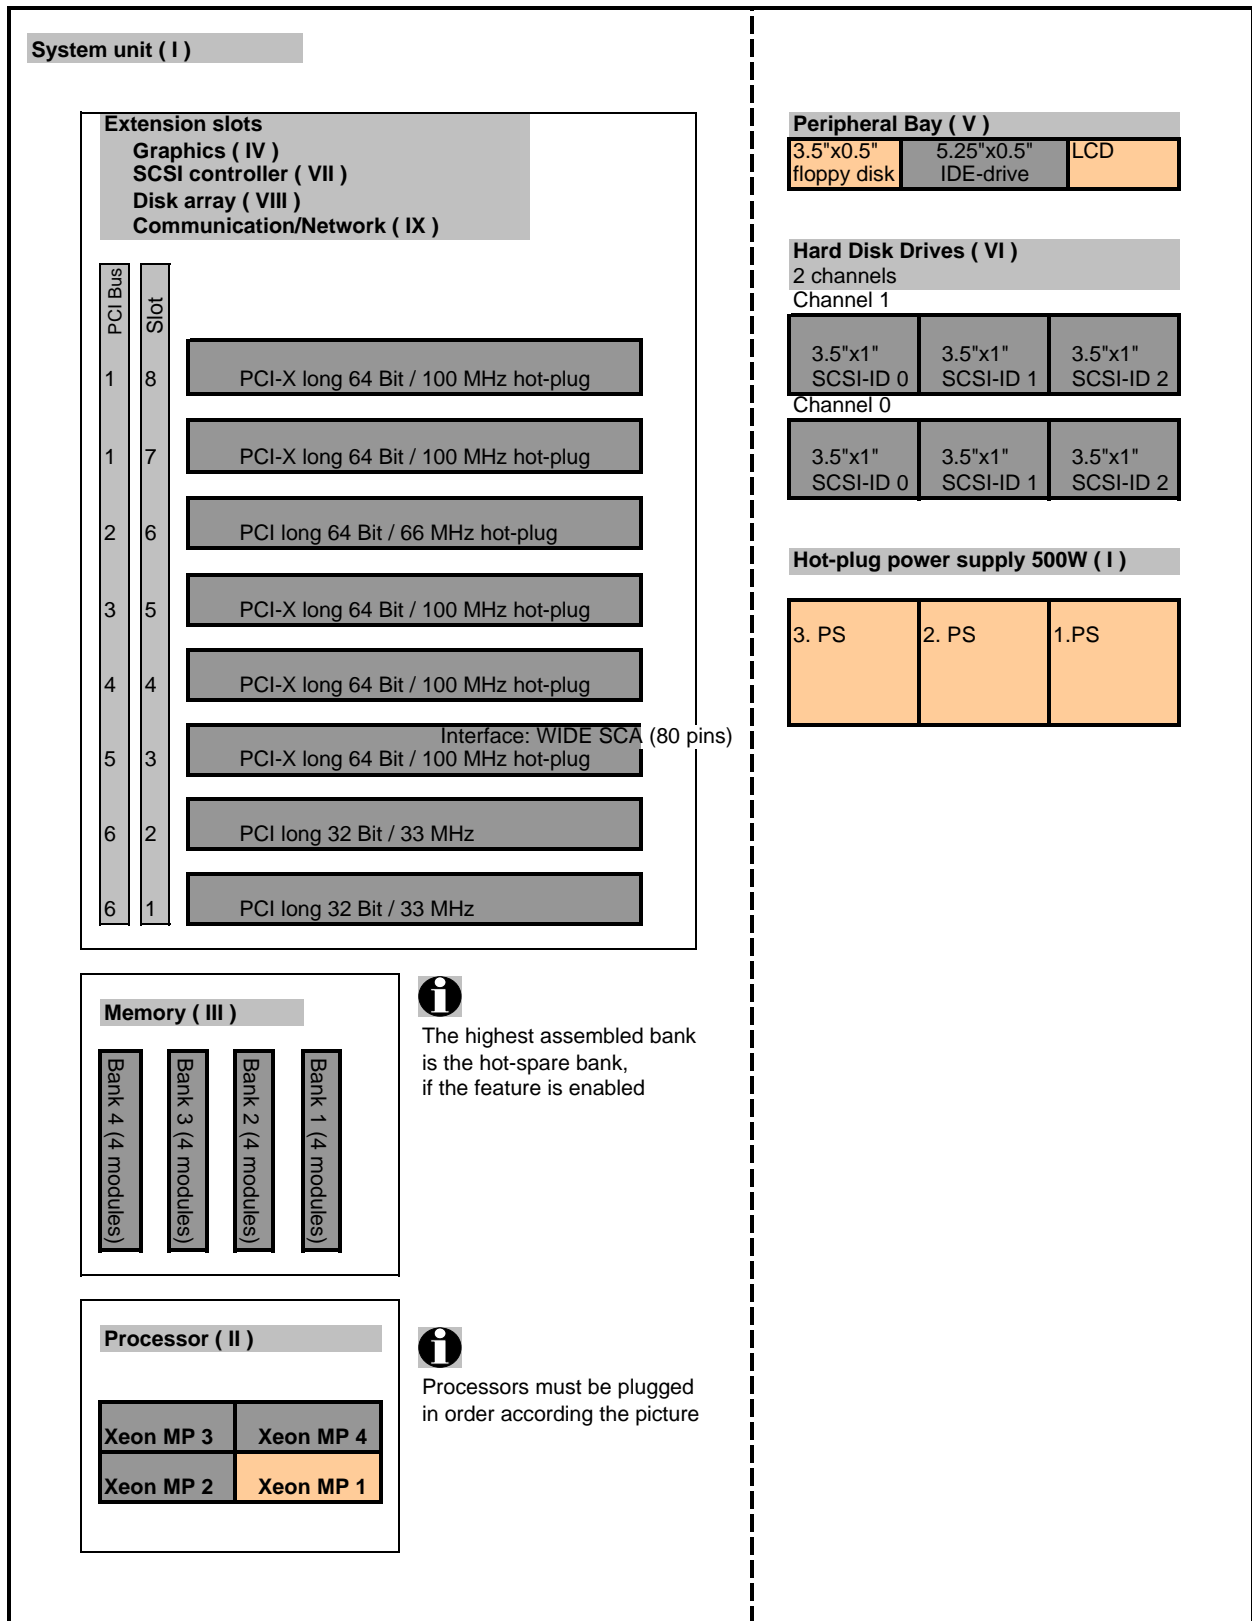 System unit ( I )
Extension slots
Graphics ( IV )
SCSI controller ( VII )
Disk array ( VIII )
Communication/Network ( IX )
PCI Bus
Slot
1 8 PCI-X long 64 Bit / 100 MHz hot-plug
1 7 PCI-X long 64 Bit / 100 MHz hot-plug
2 6 PCI long 64 Bit / 66 MHz hot-plug
3 5 PCI-X long 64 Bit / 100 MHz hot-plug
4 4 PCI-X long 64 Bit / 100 MHz hot-plug
Interface: WIDE SCA (80 pins)
5 3 PCI-X long 64 Bit / 100 MHz hot-plug
6 2 PCI long 32 Bit / 33 MHz
6 1 PCI long 32 Bit / 33 MHz
Memory ( III )
Bank 4 (4 modules)
Bank 3 (4 modules)
Bank 2 (4 modules)
Bank 1 (4 modules)
The highest assembled bank
is the hot-spare bank,
if the feature is enabled
Processor ( II )
Xeon MP 3 Xeon MP 4
Xeon MP 2 Xeon MP 1
Processors must be plugged
in order according the picture
Peripheral Bay ( V )
3.5"x0.5" 5.25"x0.5" LCD
floppy disk IDE-drive
Hard Disk Drives ( VI )
2 channels
Channel 1
3.5"x1" 3.5"x1" 3.5"x1"
SCSI-ID 0 SCSI-ID 1 SCSI-ID 2
Channel 0
3.5"x1" 3.5"x1" 3.5"x1"
SCSI-ID 0 SCSI-ID 1 SCSI-ID 2
Hot-plug power supply 500W ( I )
3. PS 2. PS 1.PS